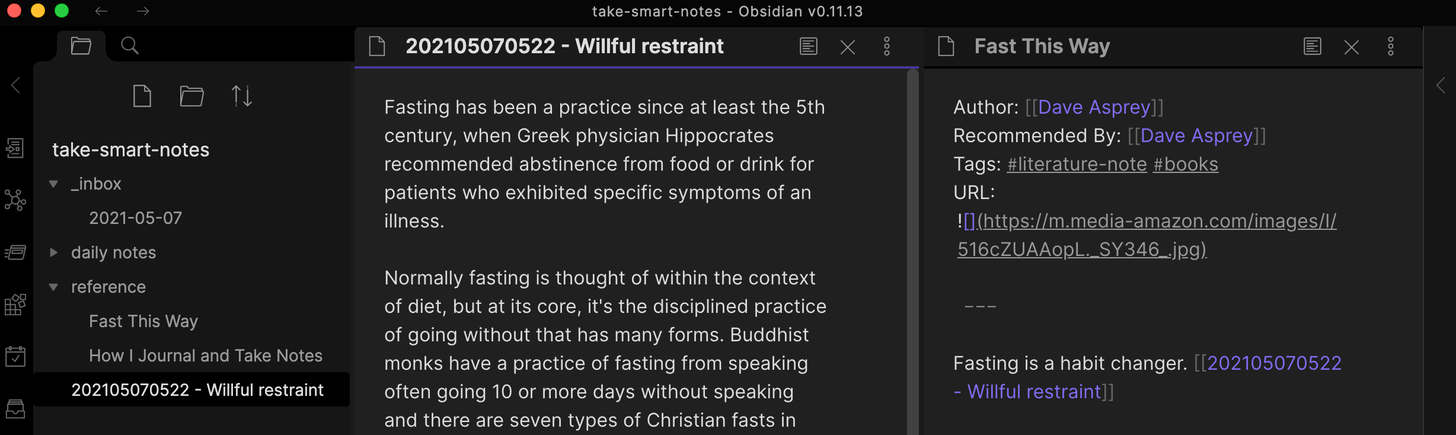 take-smart-notes - Obsidian v0.11.13
take-smart-notes
_inbox
2021-05-07
daily notes
reference
Fast This Way
How I Journal and Take Notes
202105070522 - Willful restraint
202105070522 - Willful restraint
Fasting has been a practice since at least the 5th
century, when Greek physician Hippocrates
recommended abstinence from food or drink for
patients who exhibited specific symptoms of an
illness.
Normally fasting is thought of within the context
of diet, but at its core, it's the disciplined practice
of going without that has many forms. Buddhist
monks have a practice of fasting from speaking
often going 10 or more days without speaking
and there are seven types of Christian fasts in
Fast This Way
Author: [[Dave Asprey]]
Recommended By: [[Dave Asprey]]
Tags: #literature-note #books
URL:
![](https://m.media-amazon.com/images/I/
516cZUAAopL._SY346_.jpg)
---
Fasting is a habit changer. [[202105070522
- Willful restraint]]